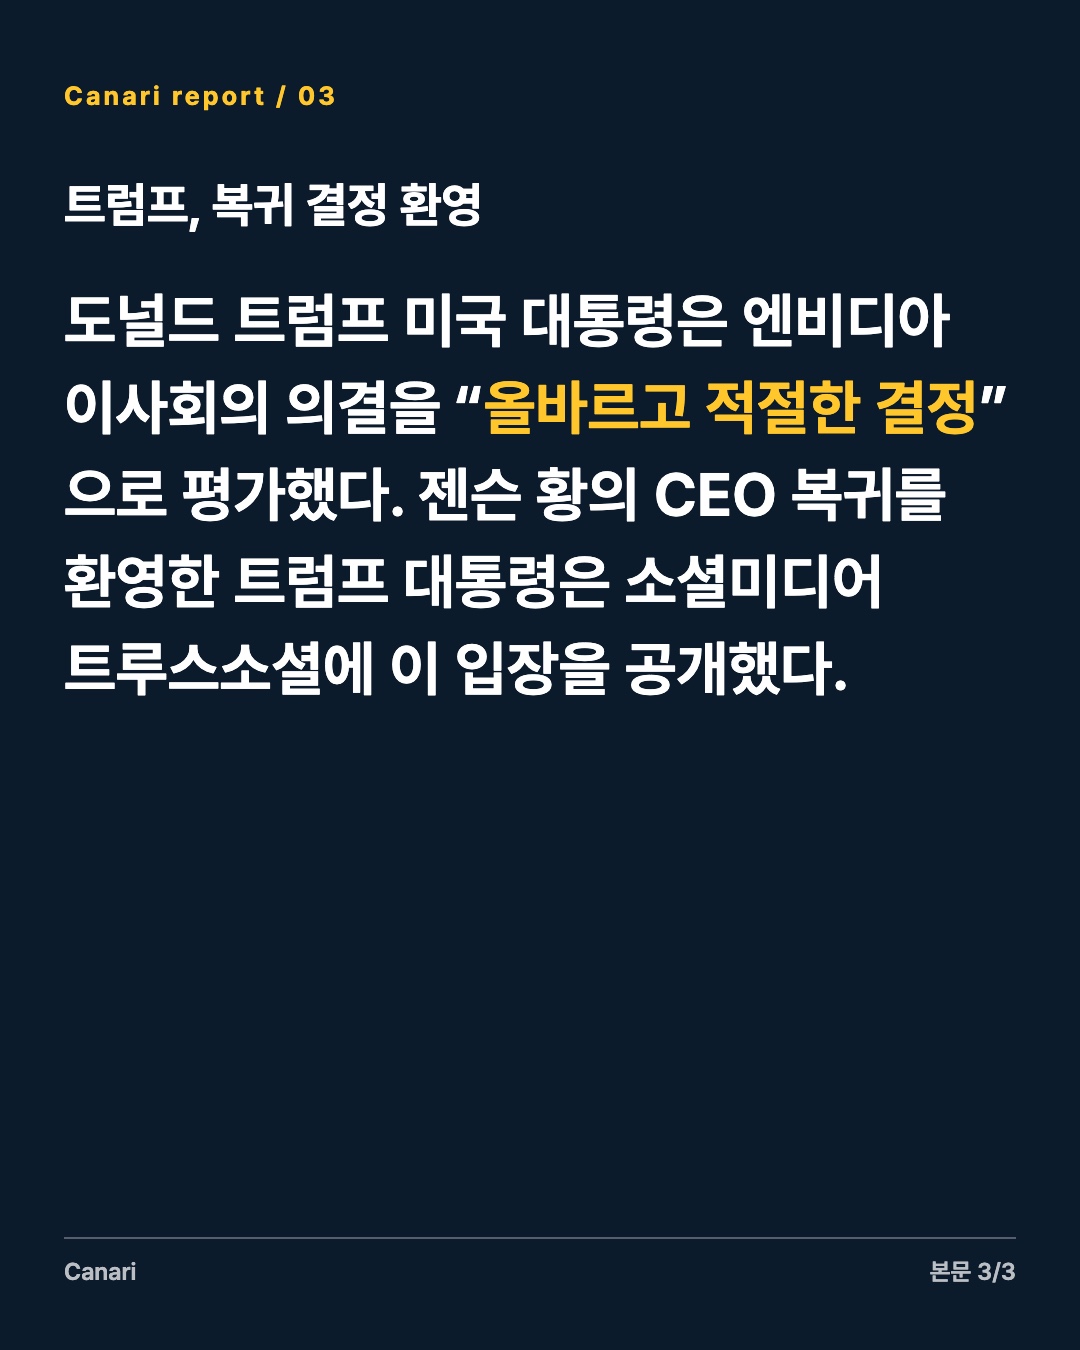 Canari report / 03
트럼프, 복귀 결정 환영
도널드 트럼프 미국 대통령은 엔비디아
이사회의 의결을 “올바르고 적절한 결정”
으로 평가했다. 젠슨 황의 CEO 복귀를
환영한 트럼프 대통령은 소셜미디어
트루스소셜에 이 입장을 공개했다.
Canari
본문 3/3